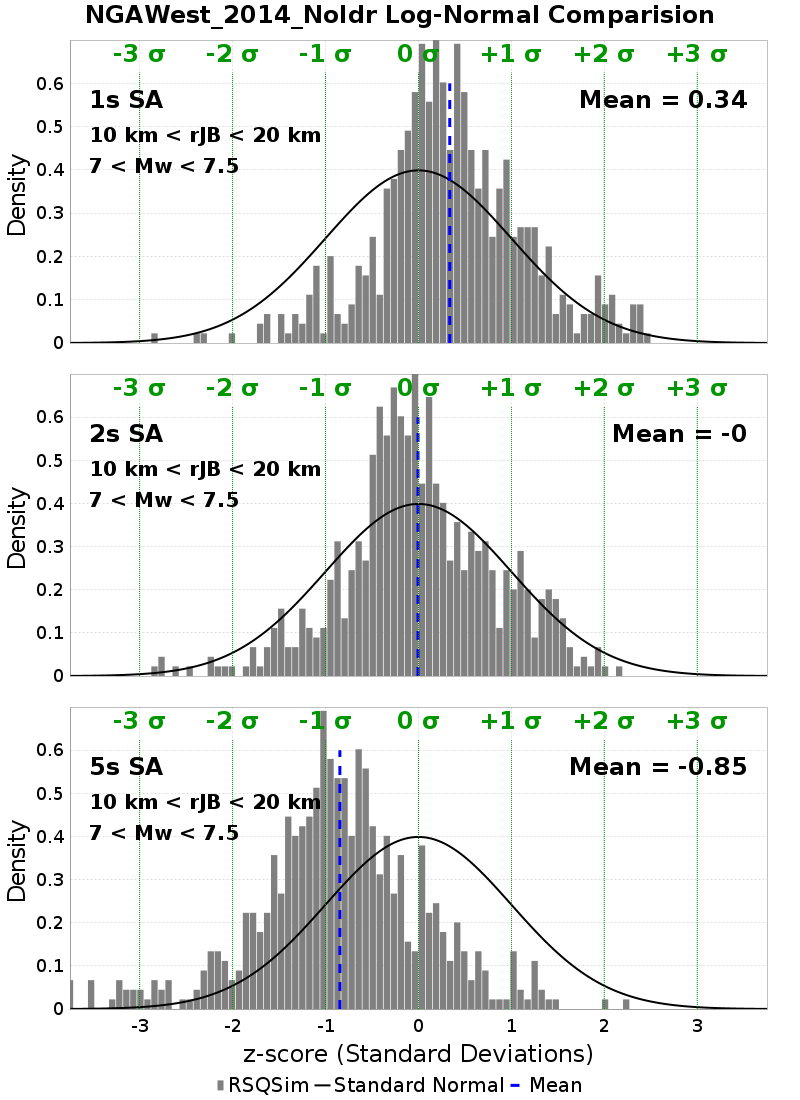 NGAWest_2014_NoIdr Log-Normal Comparision
-3 σ -2 σ -1 σ 0 σ +1 σ +2 σ +3 σ
1s SA
Mean = 0.34
10 km < rJB < 20 km
7 < Mw < 7.5
Density
0.6
0.5
0.4
0.3
0.2
0.1
0
-3 σ -2 σ -1 σ 0 σ +1 σ +2 σ +3 σ
2s SA
Mean = -0
10 km < rJB < 20 km
7 < Mw < 7.5
Density
0.6
0.5
0.4
0.3
0.2
0.1
0
-3 σ -2 σ -1 σ 0 σ +1 σ +2 σ +3 σ
5s SA
Mean = -0.85
10 km < rJB < 20 km
7 < Mw < 7.5
Density
0.6
0.5
0.4
0.3
0.2
0.1
0
-3 -2 -1 0 1 2 3
z-score (Standard Deviations)
RSQSim Standard Normal Mean